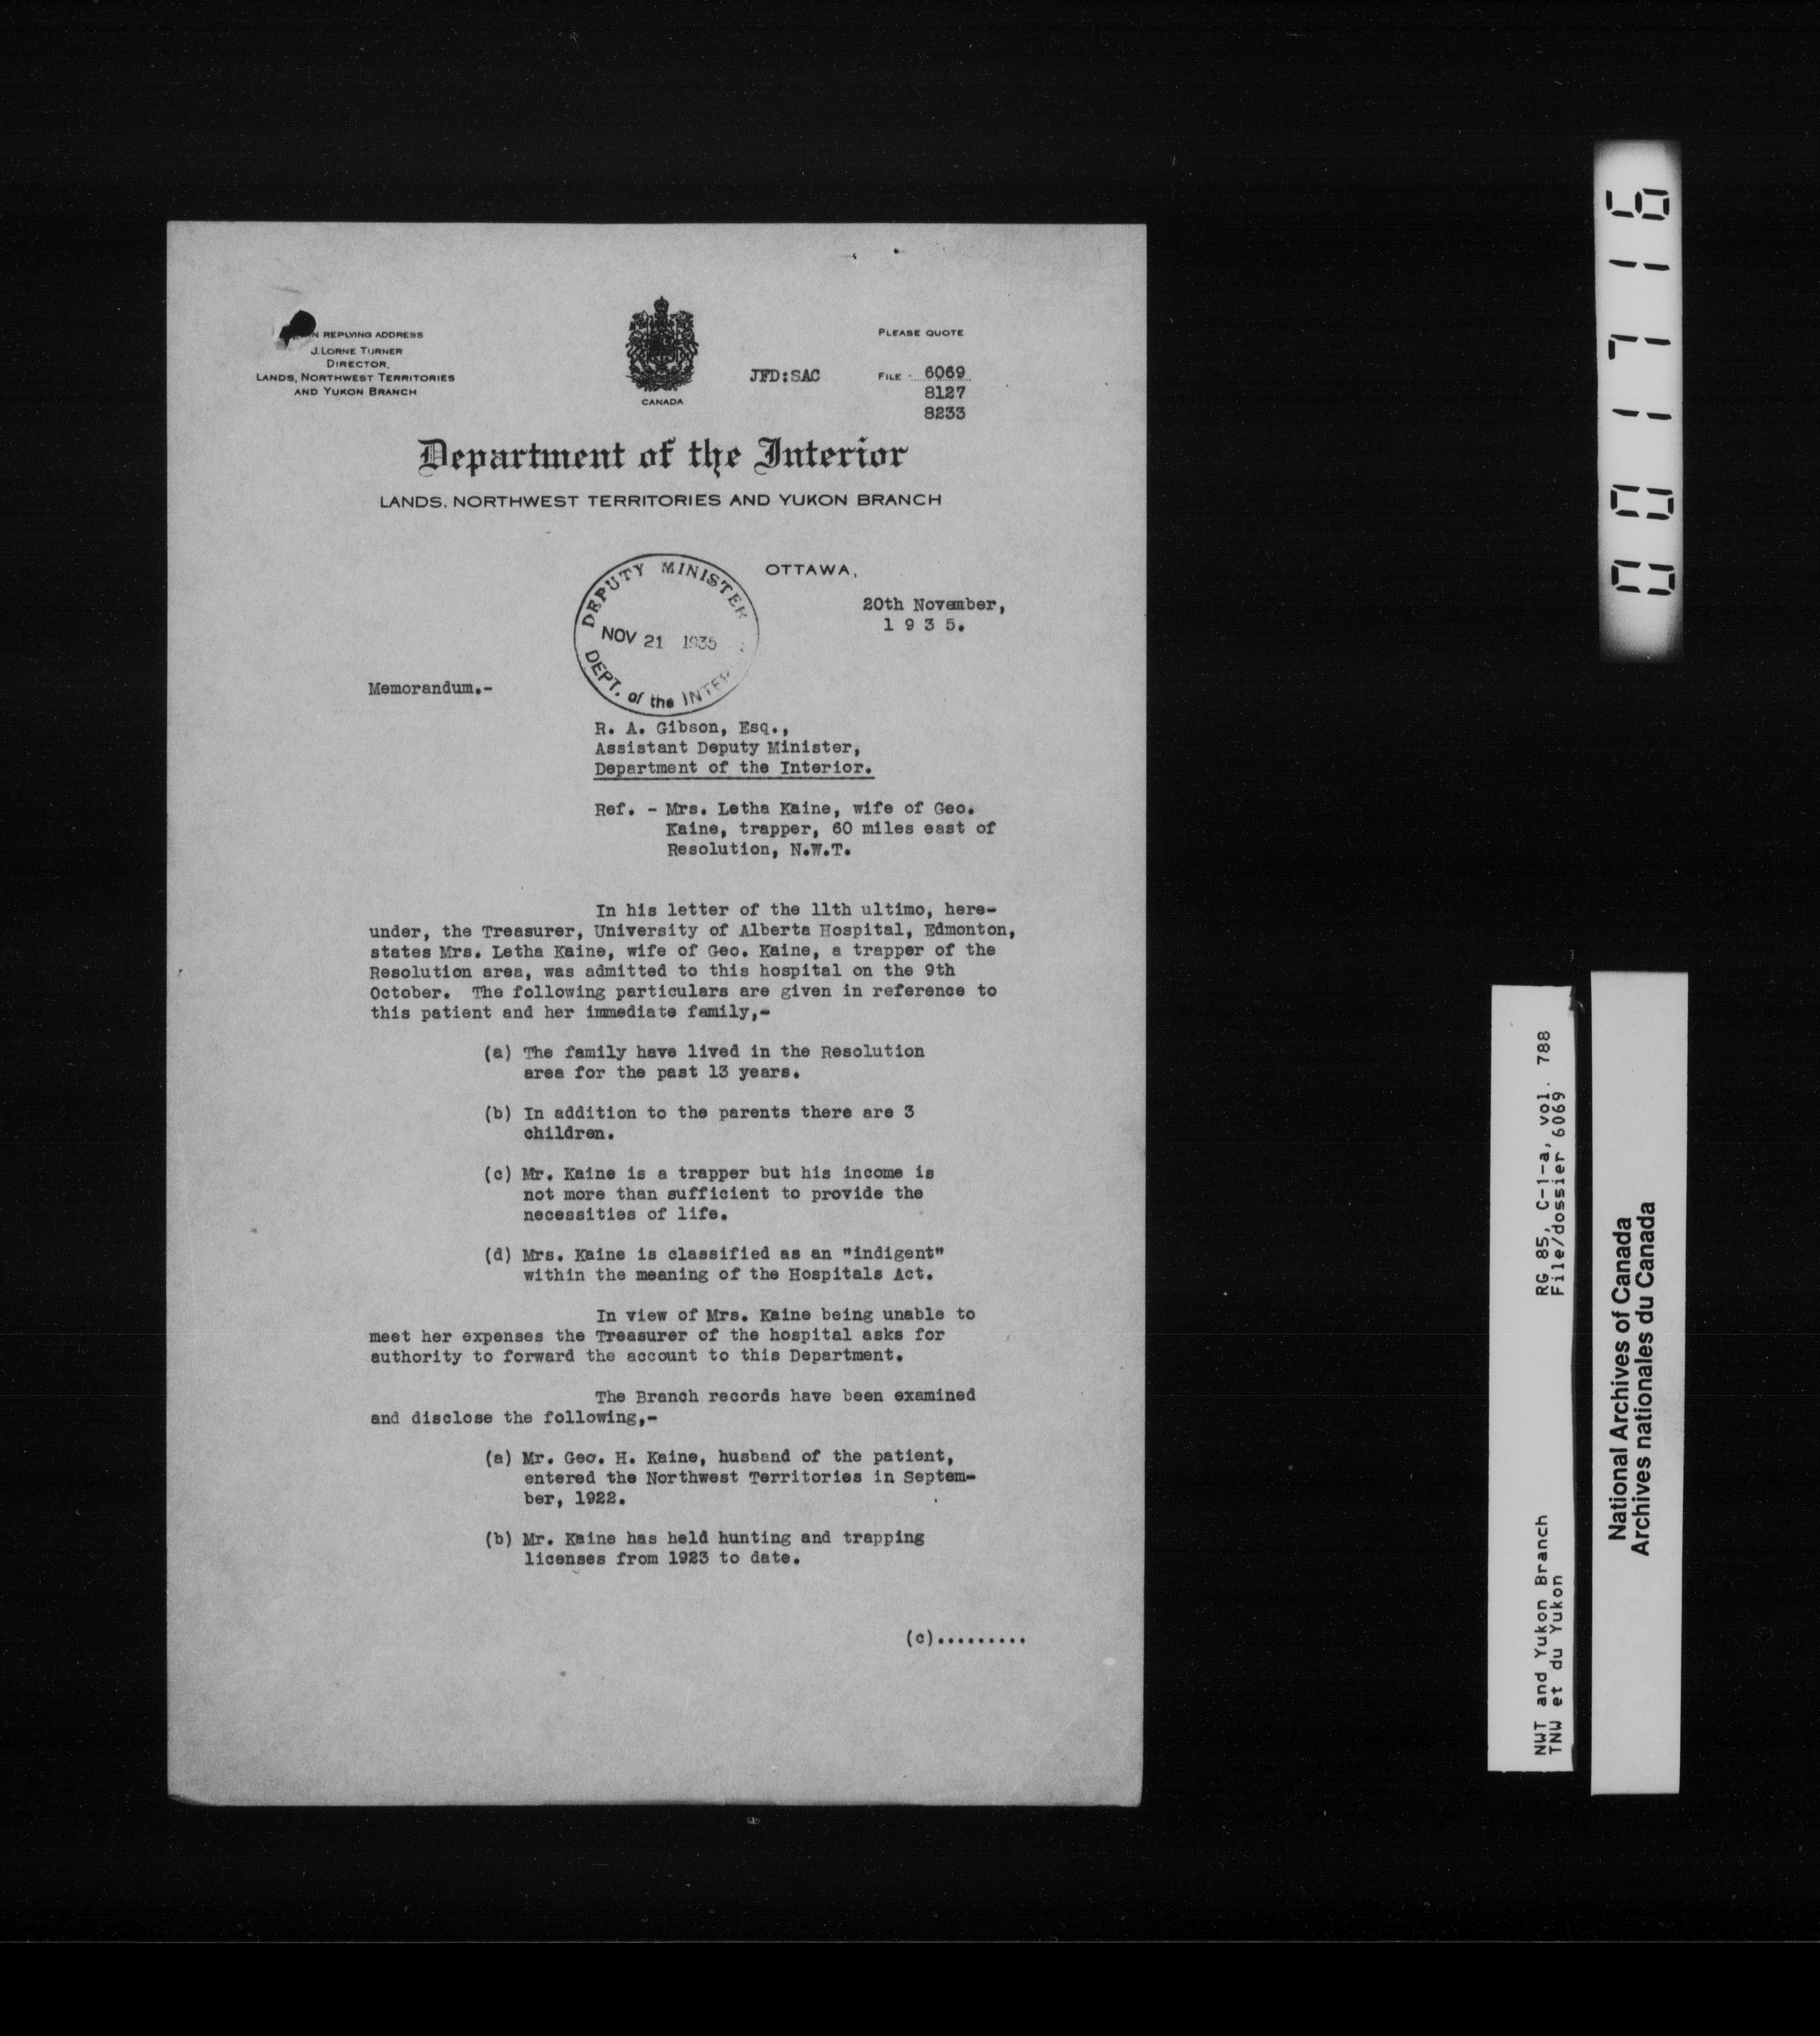 IN REPLYING ADDRESS
J. LORNE TURNER
DIRECTOR,
LANDS, NORTHWEST TERRITORIES
AND YUKON BRANCH
CANADA
JFD:SAC
PLEASE QUOTE
FILE 6069
8127
8233
Department of the Interior
LANDS, NORTHWEST TERRITORIES AND YUKON BRANCH
DEPUTY MINISTER
NOV 21 1935
DEPT. of the INTER
OTTAWA,
20th November,
1 9 3 5.
Memorandum.-
R. A. Gibson, Esq.,
Assistant Deputy Minister,
Department of the Interior.
Ref. - Mrs. Letha Kaine, wife of Geo.
Kaine, trapper, 60 miles east of
Resolution, N.W.T.
In his letter of the 11th ultimo, here-
under, the Treasurer, University of Alberta Hospital, Edmonton,
states Mrs. Letha Kaine, wife of Geo. Kaine, a trapper of the
Resolution area, was admitted to this hospital on the 9th
October. The following particulars are given in reference to
this patient and her immediate family,-
(a) The family have lived in the Resolution
area for the past 13 years.
(b) In addition to the parents there are 3
children.
(c) Mr. Kaine is a trapper but his income is
not more than sufficient to provide the
necessities of life.
(d) Mrs. Kaine is classified as an "indigent"
within the meaning of the Hospitals Act.
In view of Mrs. Kaine being unable to
meet her expenses the Treasurer of the hospital asks for
authority to forward the account to this Department.
The Branch records have been examined
and disclose the following,-
(a) Mr. Geo. H. Kaine, husband of the patient,
entered the Northwest Territories in Septem-
ber, 1922.
(b) Mr. Kaine has held hunting and trapping
licenses from 1923 to date.
(c).........
001716
NWT and Yukon Branch RG 85, C-1-a, vol. 788
TNW et du Yukon File/dossier 6069
National Archives of Canada
Archives nationales du Canada